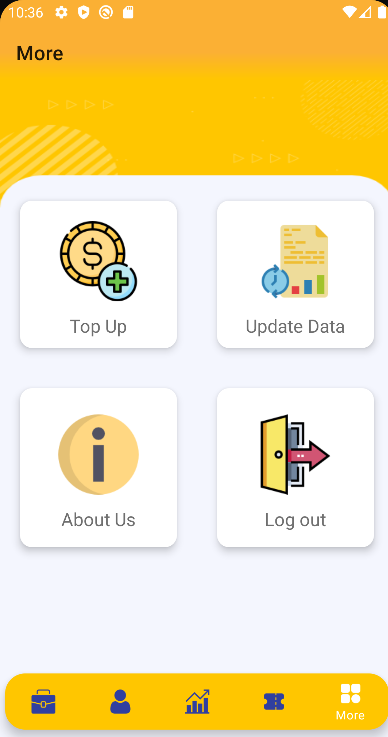 10:36
More
Top Up
Update Data
About Us
Log out
More